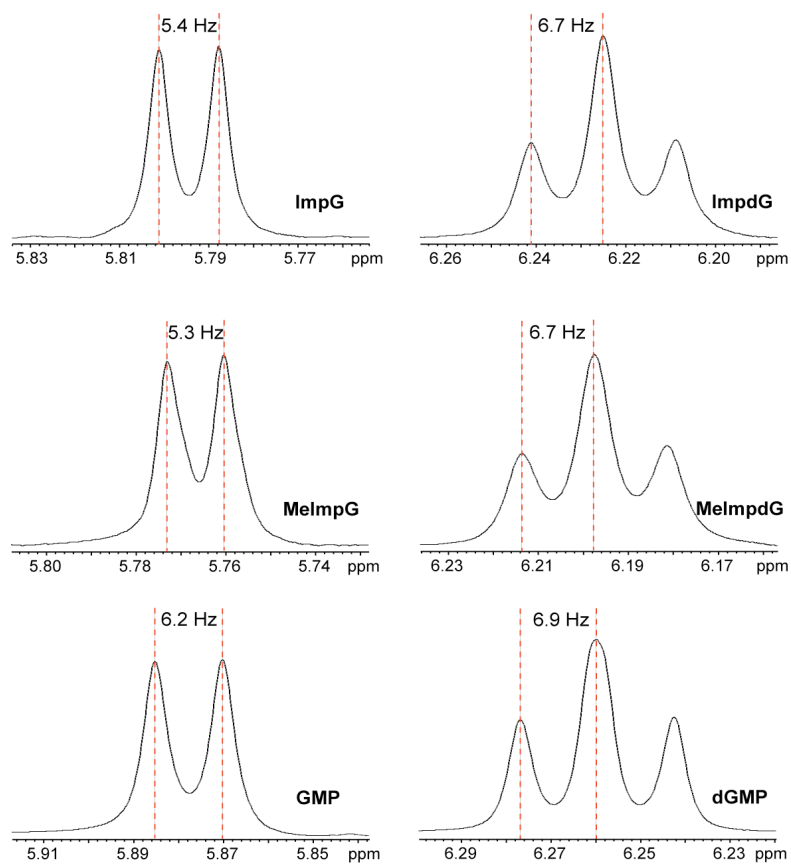 5.4 Hz
ImpG
5.83 5.81 5.79 5.77 ppm
6.7 Hz
ImpdG
6.26 6.24 6.22 6.20 ppm
5.3 Hz
MeImpG
5.80 5.78 5.76 5.74 ppm
6.7 Hz
MeImpdG
6.23 6.21 6.19 6.17 ppm
6.2 Hz
GMP
5.91 5.89 5.87 5.85 ppm
6.9 Hz
dGMP
6.29 6.27 6.25 6.23 ppm